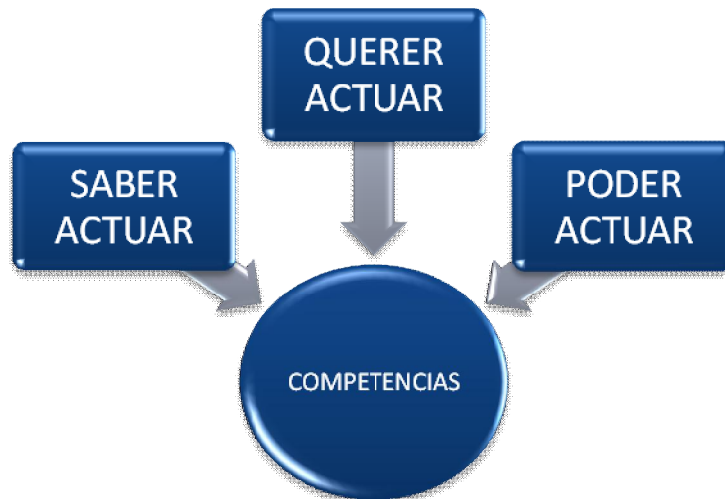 QUERER
ACTUAR
SABER
ACTUAR
PODER
ACTUAR
COMPETENCIAS